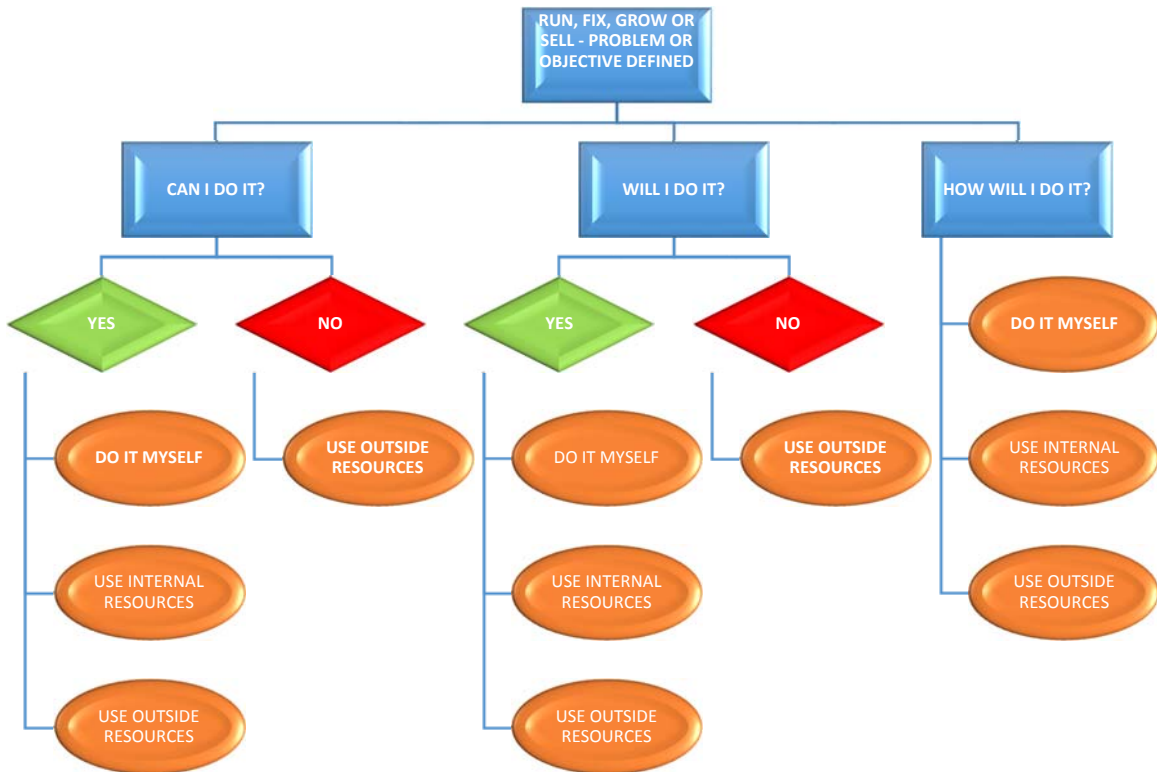 RUN, FIX, GROW OR
SELL - PROBLEM OR
OBJECTIVE DEFINED
CAN I DO IT?
WILL I DO IT?
HOW WILL I DO IT?
YES
NO
YES
NO
DO IT MYSELF
DO IT MYSELF
USE OUTSIDE
RESOURCES
DO IT MYSELF
USE OUTSIDE
RESOURCES
USE INTERNAL
RESOURCES
USE INTERNAL
RESOURCES
USE INTERNAL
RESOURCES
USE OUTSIDE
RESOURCES
USE OUTSIDE
RESOURCES
USE OUTSIDE
RESOURCES